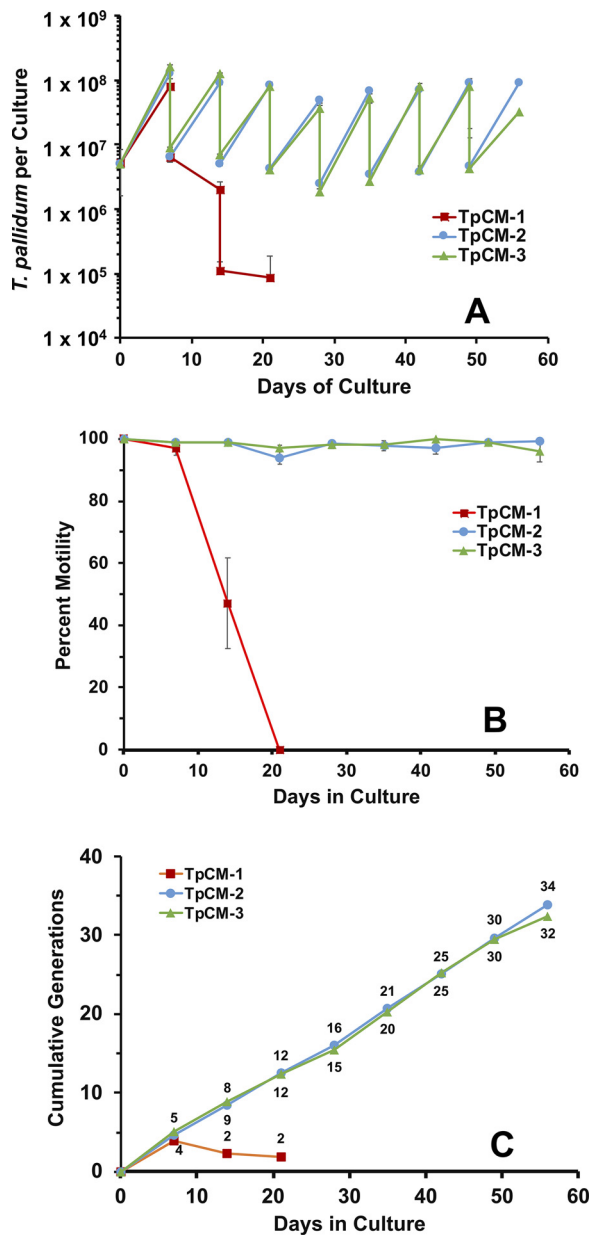 1 x 10⁹
1 x 10⁸
1 x 10⁷
1 x 10⁶
1 x 10⁵
1 x 10⁴
T. pallidum per Culture
TpCM-1
TpCM-2
TpCM-3
A
0 10 20 30 40 50 60
Days of Culture
100
80
60
40
20
0
Percent Motility
TpCM-1
TpCM-2
TpCM-3
B
0 10 20 30 40 50 60
Days in Culture
40
30
20
10
0
Cumulative Generations
TpCM-1
TpCM-2
TpCM-3
34
30
32
25
30
21
25
16
20
12
15
8
12
5
9
4
2
2
C
0 10 20 30 40 50 60
Days in Culture